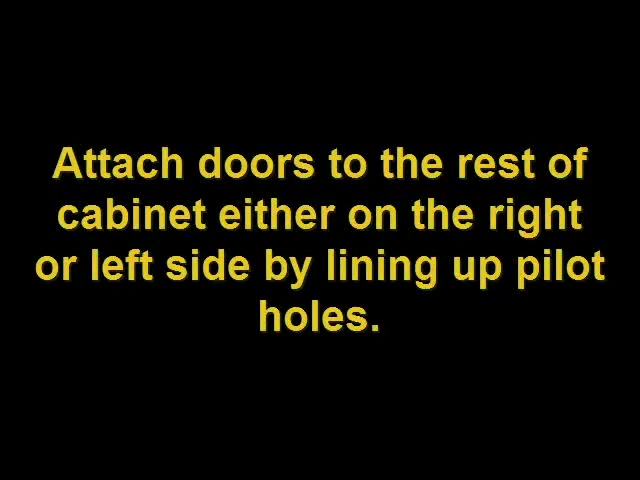 Attach doors to the rest of
cabinet either on the right
or left side by lining up pilot
holes.